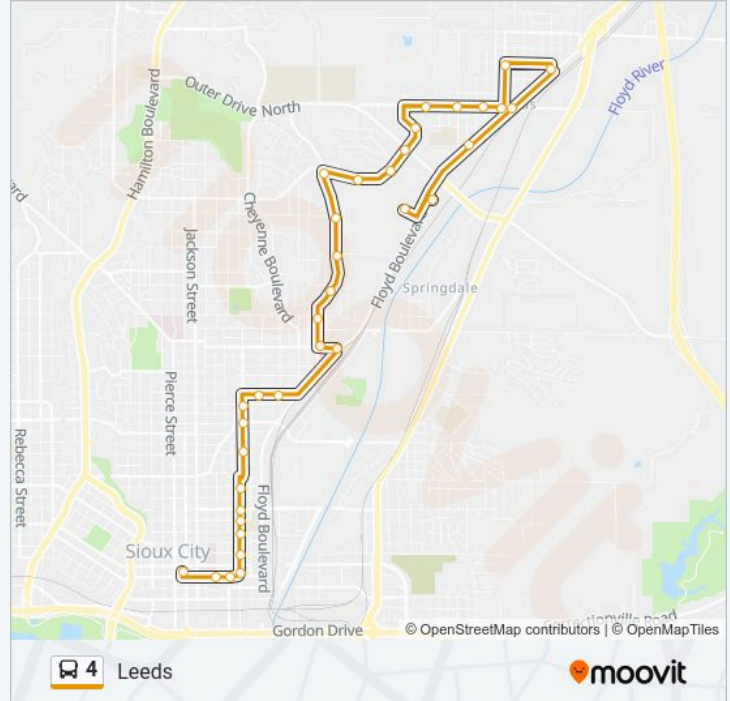 Hamilton Boulevard
Outer Drive North
Floyd River
Cheyenne Boulevard
Jackson Street
Floyd Boulevar
Springdale
Pierce Street
Rebecca Street
Floyd Boulevard
Sioux City
© OpenStreetMap contributors | © OpenMapTiles
Gordon Drive
4 Leeds
moovit